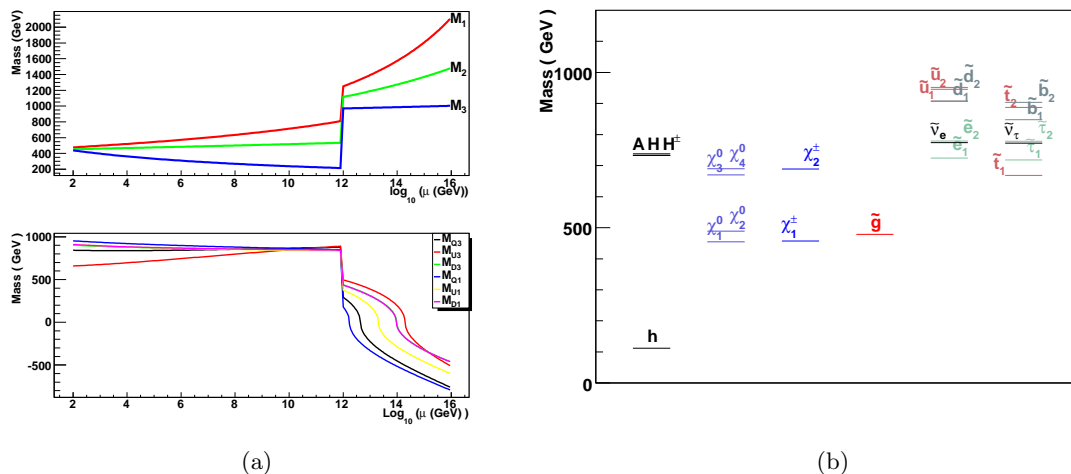 Mass (GeV)
2000
1800
1600
1400
1200
1000
800
600
400
200
M1
M2
M3
2 4 6 8 10 12 14 16
log10 (μ (GeV))
Mass (GeV)
1000
500
0
-500
MQ3
MU3
MD3
MQ1
MU1
MD1
2 4 6 8 10 12 14 16
Log10 (μ (GeV) )
(a)
Mass ( GeV )
1000
500
0
A H H±
h
χ⁰3 χ⁰4
χ⁰1 χ⁰2
χ±2
χ±1
g̃
ũ1 ũ2 d̃1 d̃2
ν̃e ẽ1 ẽ2
t̃2 b̃1 b̃2
ν̃τ τ̃1 τ̃2
t̃1
(b)